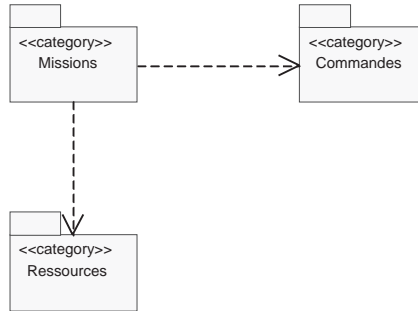 <<category>>
Missions
<<category>>
Commandes
<<category>>
Ressources